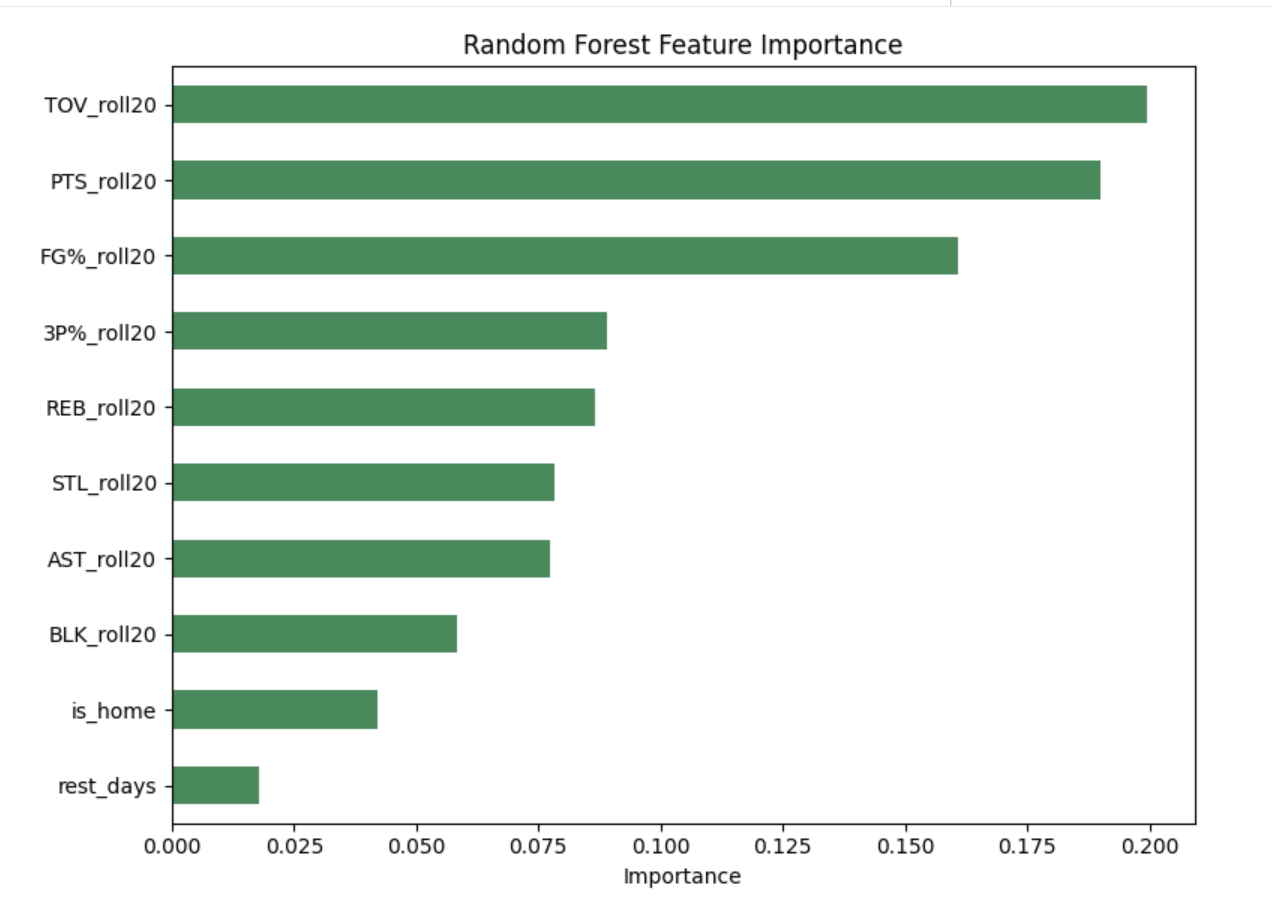 Random Forest Feature Importance
TOV_roll20
PTS_roll20
FG%_roll20
3P%_roll20
REB_roll20
STL_roll20
AST_roll20
BLK_roll20
is_home
rest_days
0.000 0.025 0.050 0.075 0.100 0.125 0.150 0.175 0.200
Importance